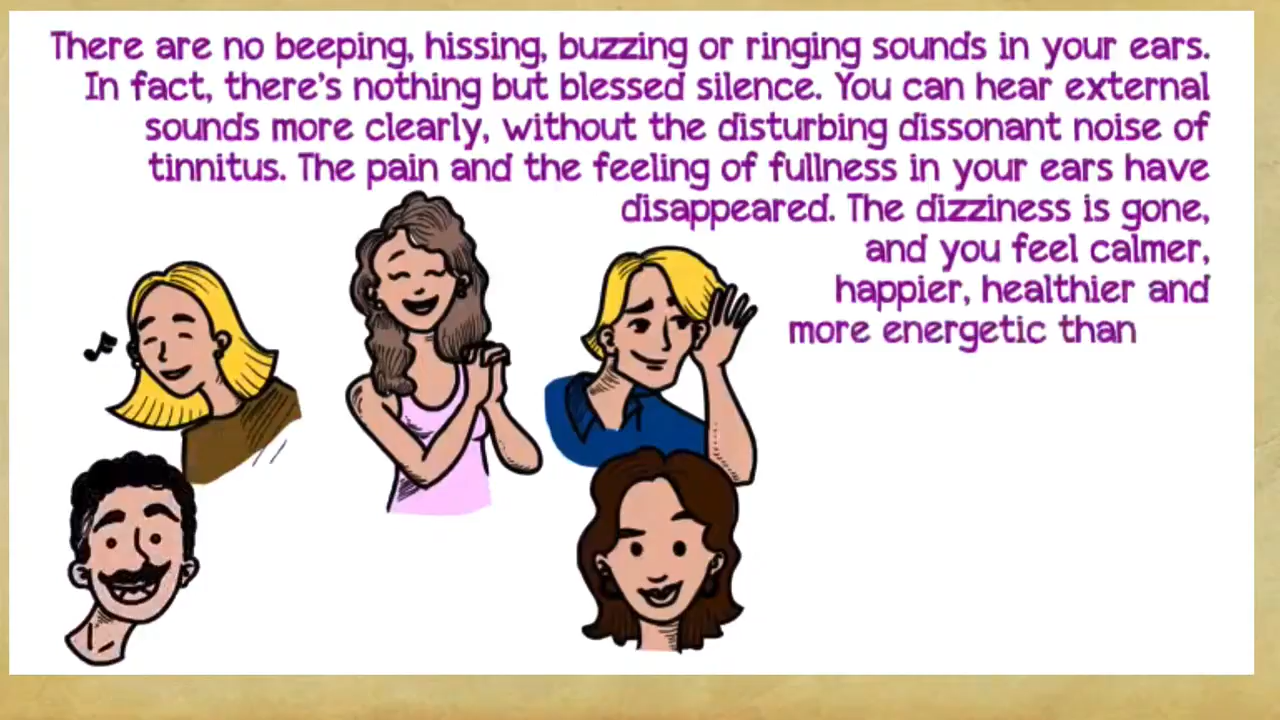 There are no beeping, hissing, buzzing or ringing sounds in your ears.
In fact, there's nothing but blessed silence. You can hear external
sounds more clearly, without the disturbing dissonant noise of
tinnitus. The pain and the feeling of fullness in your ears have
disappeared. The dizziness is gone,
and you feel calmer,
happier, healthier and
more energetic than